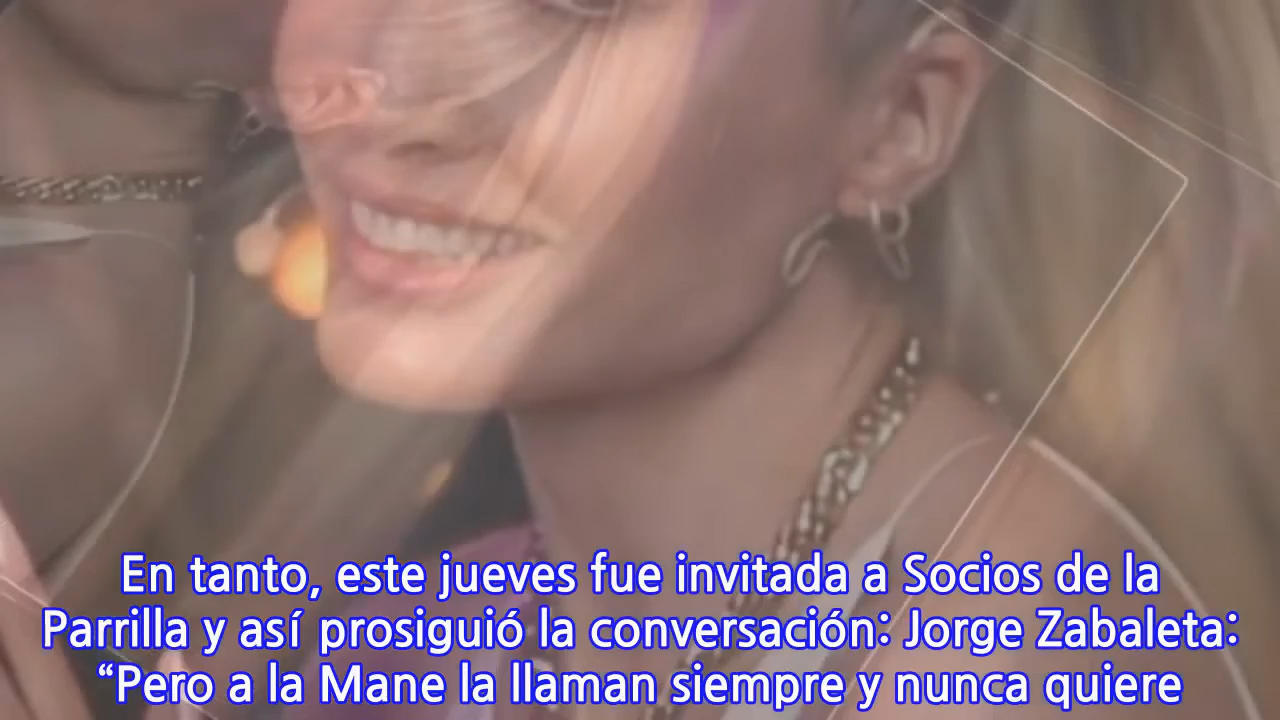 En tanto, este jueves fue invitada a Socios de la
Parrilla y así prosiguió la conversación: Jorge Zabaleta:
“Pero a la Mane la llaman siempre y nunca quiere